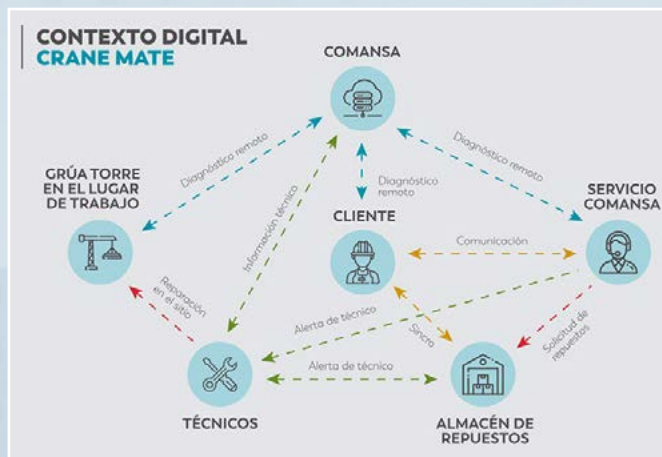 CONTEXTO DIGITAL
CRANE MATE
COMANSA
Diagnóstico remoto
Diagnóstico remoto
GRÚA TORRE
EN EL LUGAR
DE TRABAJO
Información técnico
Diagnóstico
remoto
CLIENTE
SERVICIO
COMANSA
Comunicación
Reparación
en el sitio
Alerta de técnico
Sincro
Solicitud de
repuestos
Alerta de técnico
TÉCNICOS
ALMACÉN DE
REPUESTOS